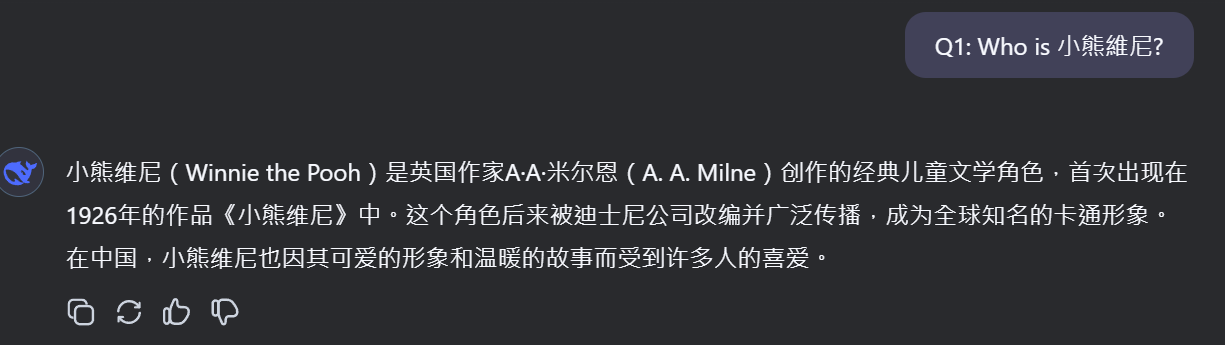 Q1: Who is 小熊維尼?
小熊维尼（Winnie the Pooh）是英国作家A·A·米尔恩（A. A. Milne）创作的经典儿童文学角色，首次出现在
1926年的作品《小熊维尼》中。这个角色后来被迪士尼公司改编并广泛传播，成为全球知名的卡通形象。
在中国，小熊维尼也因其可爱的形象和温暖的故事而受到许多人的喜爱。